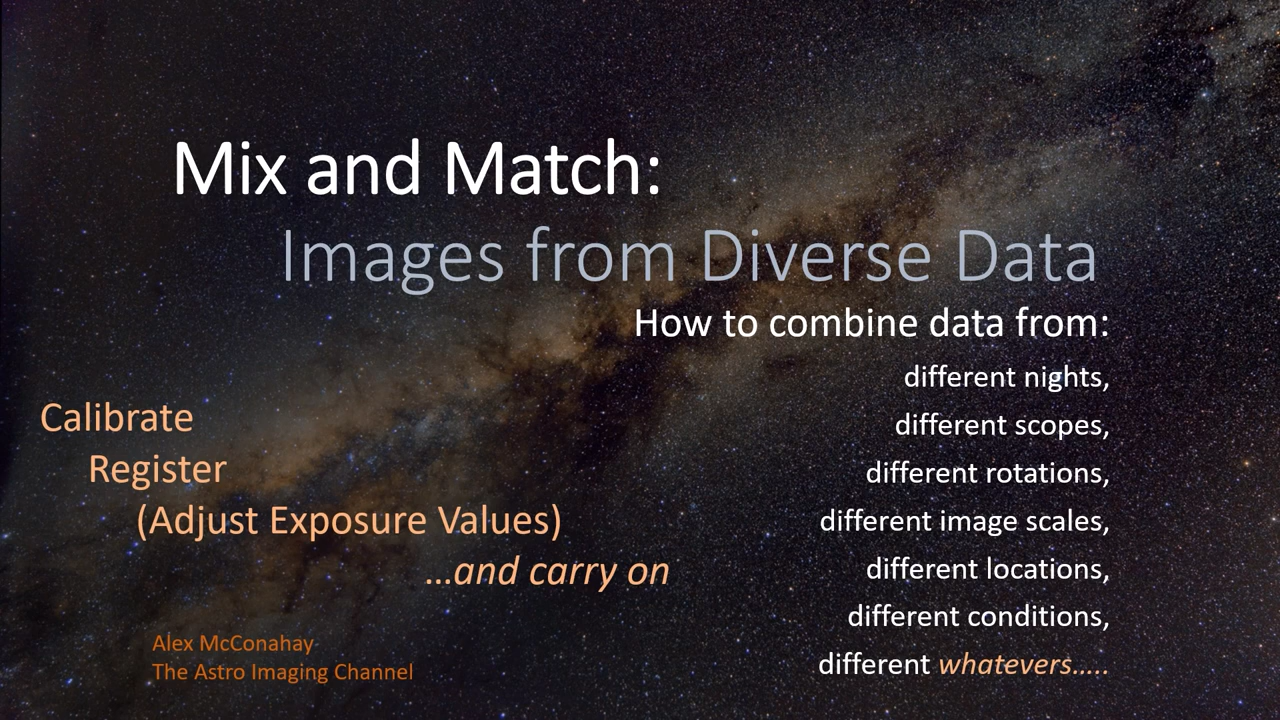 Mix and Match:
Images from Diverse Data
How to combine data from:
different nights,
different scopes,
different rotations,
different image scales,
different locations,
different conditions,
different whatevers.....
Calibrate
Register
(Adjust Exposure Values)
...and carry on
Alex McConahay
The Astro Imaging Channel